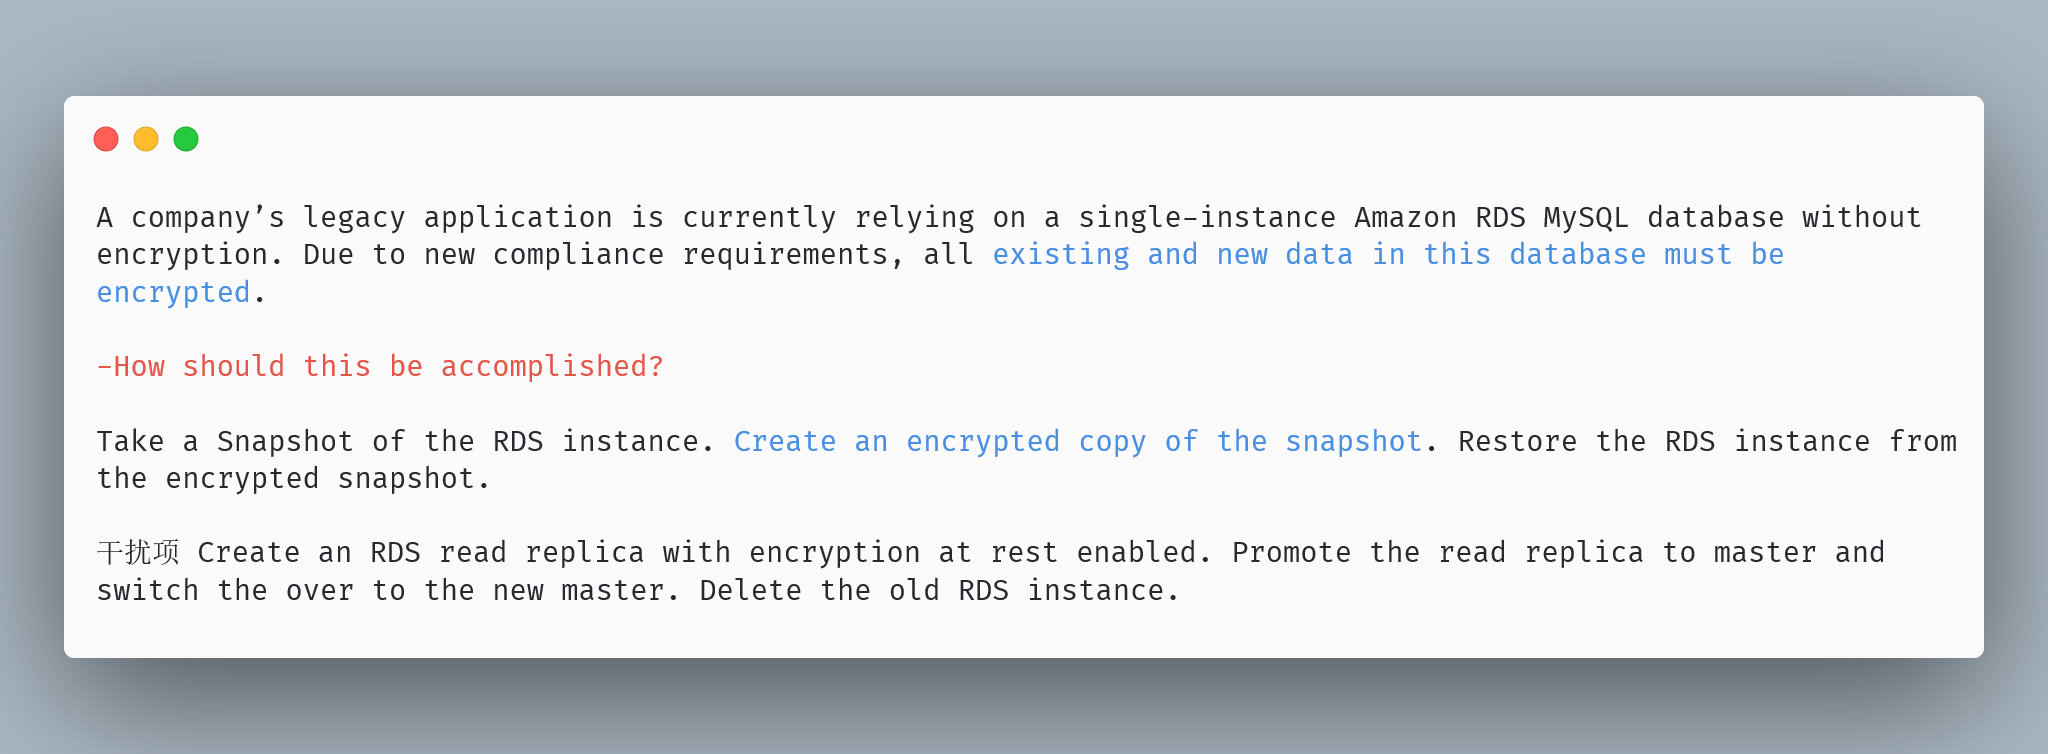 A company’s legacy application is currently relying on a single-instance Amazon RDS MySQL database without
encryption. Due to new compliance requirements, all existing and new data in this database must be
encrypted.
-How should this be accomplished?
Take a Snapshot of the RDS instance. Create an encrypted copy of the snapshot. Restore the RDS instance from
the encrypted snapshot.
干扰项 Create an RDS read replica with encryption at rest enabled. Promote the read replica to master and
switch the over to the new master. Delete the old RDS instance.